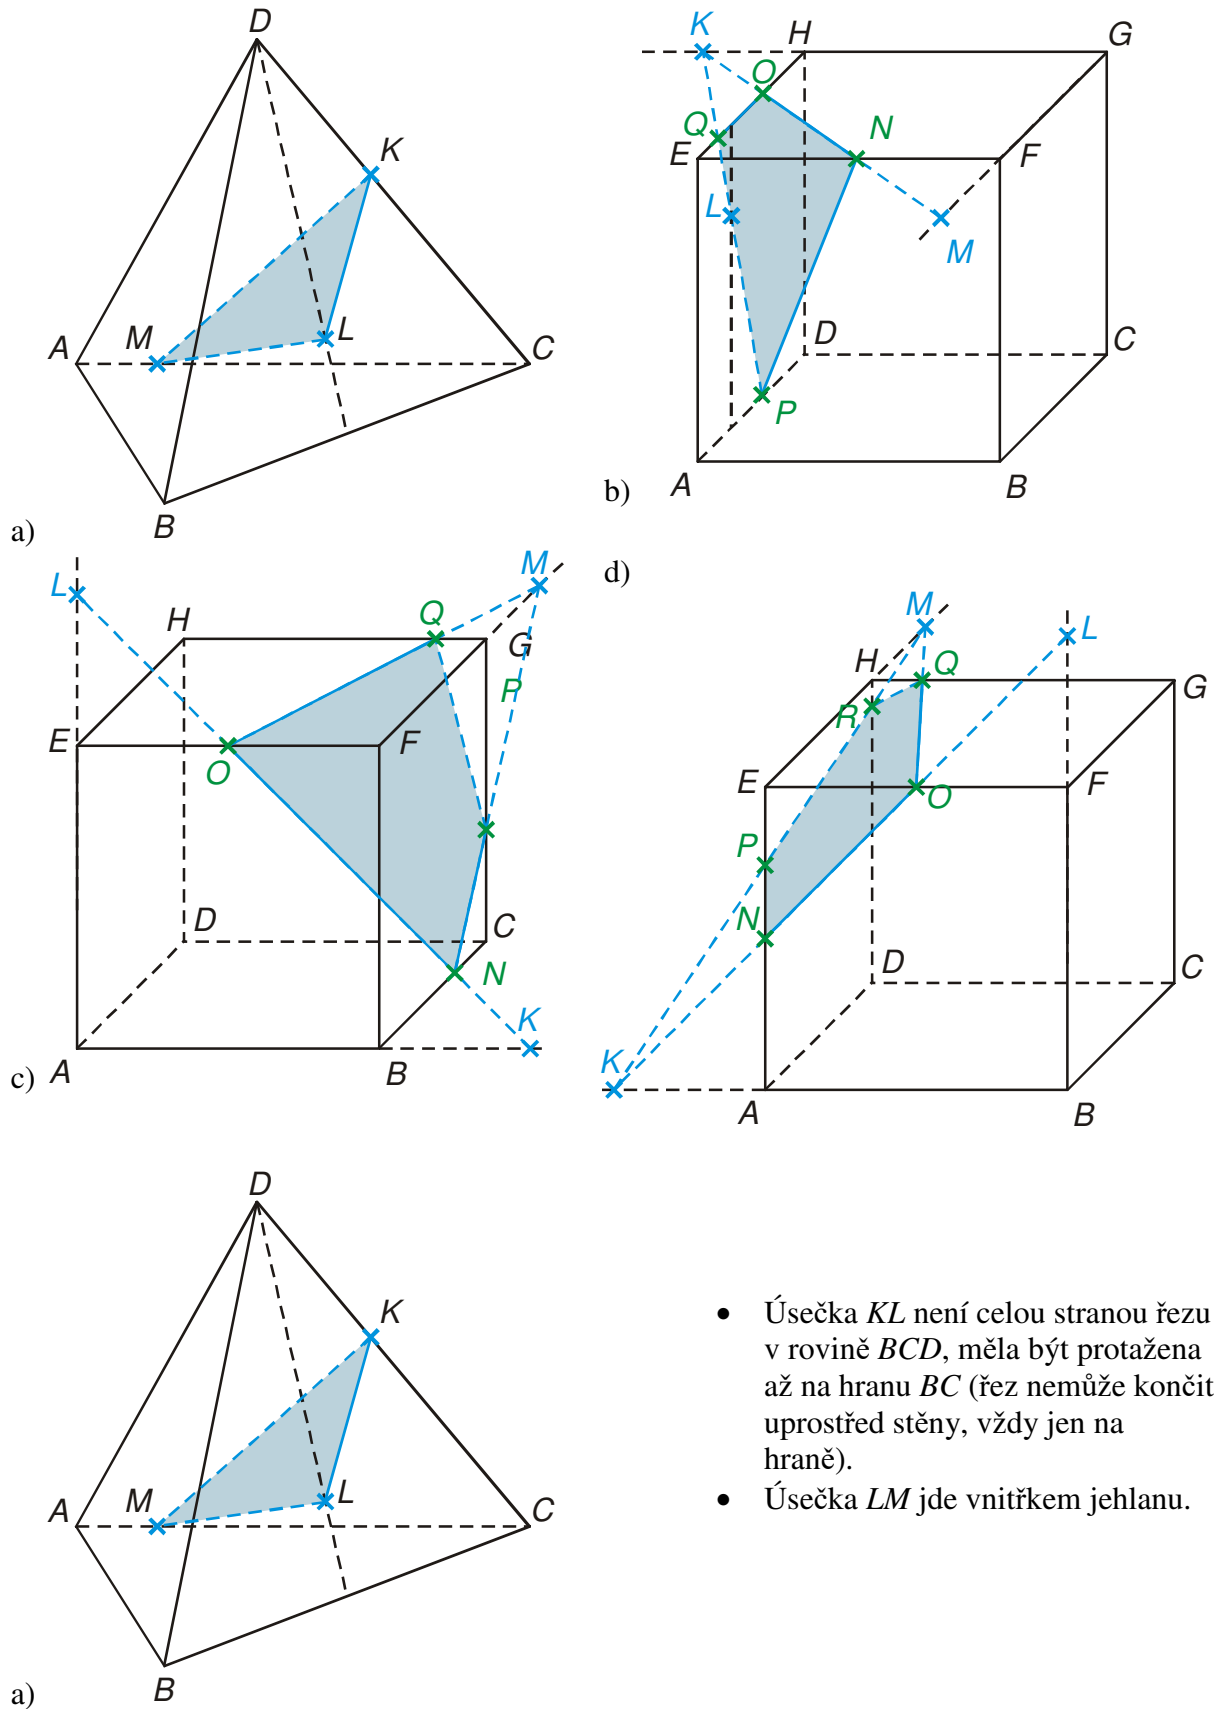 D
K
A
M
L
C
B
a)
K
H
G
O
Q
N
E
F
L
M
D
C
P
A
B
b)
L
M
H
Q
G
P
E
O
F
D
C
N
K
A
B
c)
d)
M
L
H
Q
G
R
E
O
F
P
N
D
C
K
A
B
D
K
A
M
L
C
B
a)
• Úsečka KL není celou stranou řezu
v rovině BCD, měla být protažena
až na hranu BC (řez nemůže končit
uprostřed stěny, vždy jen na
hraně).
• Úsečka LM jde vnitřkem jehlanu.